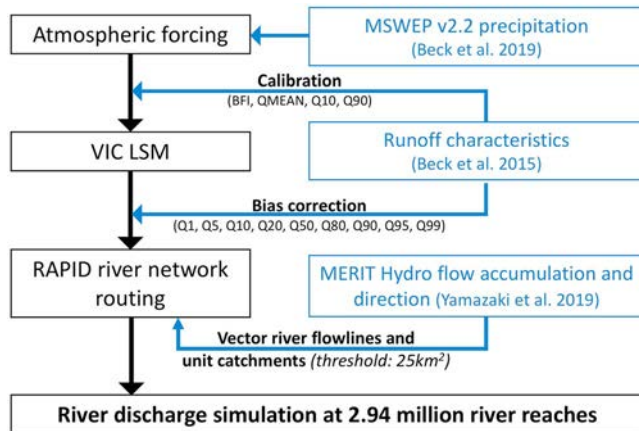 Atmospheric forcing
MSWEP v2.2 precipitation
(Beck et al. 2019)
Calibration
(BFI, QMEAN, Q10, Q90)
VIC LSM
Runoff characteristics
(Beck et al. 2015)
Bias correction
(Q1, Q5, Q10, Q20, Q50, Q80, Q90, Q95, Q99)
RAPID river network
routing
MERIT Hydro flow accumulation and
direction (Yamazaki et al. 2019)
Vector river flowlines and
unit catchments (threshold: 25km²)
River discharge simulation at 2.94 million river reaches